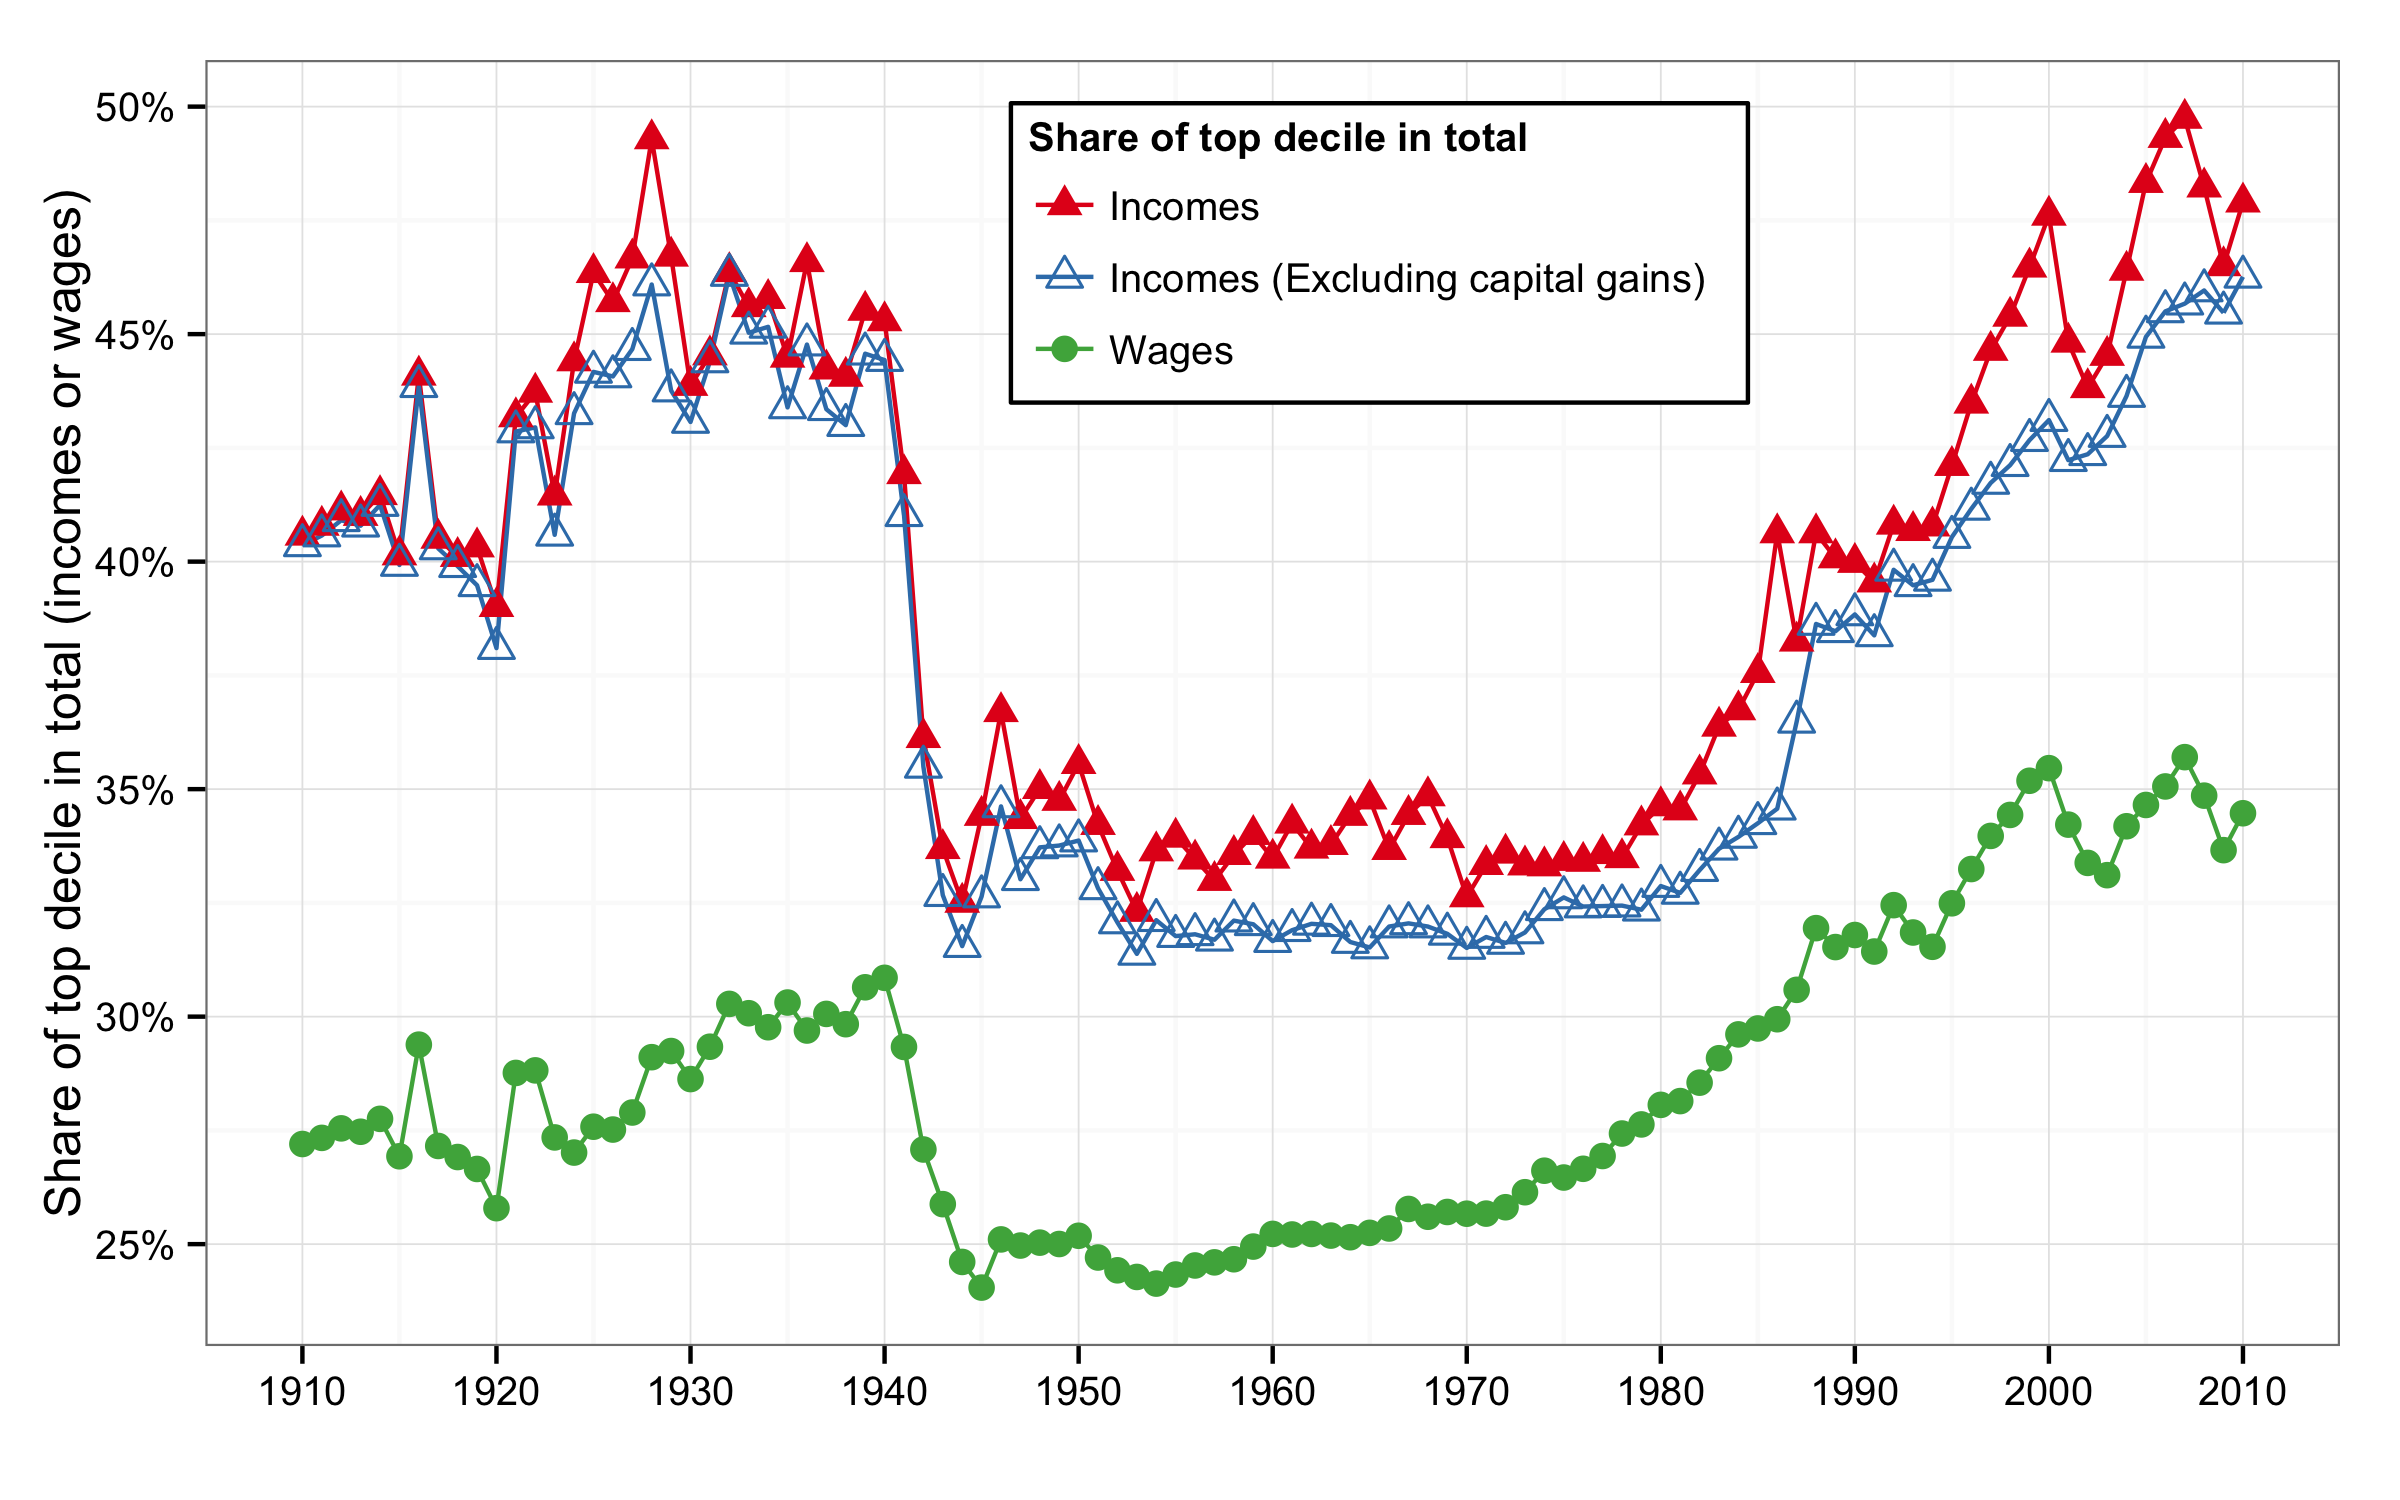 Share of top decile in total (incomes or wages)
50%
45%
40%
35%
30%
25%
Share of top decile in total
Incomes
Incomes (Excluding capital gains)
Wages
1910 1920 1930 1940 1950 1960 1970 1980 1990 2000 2010